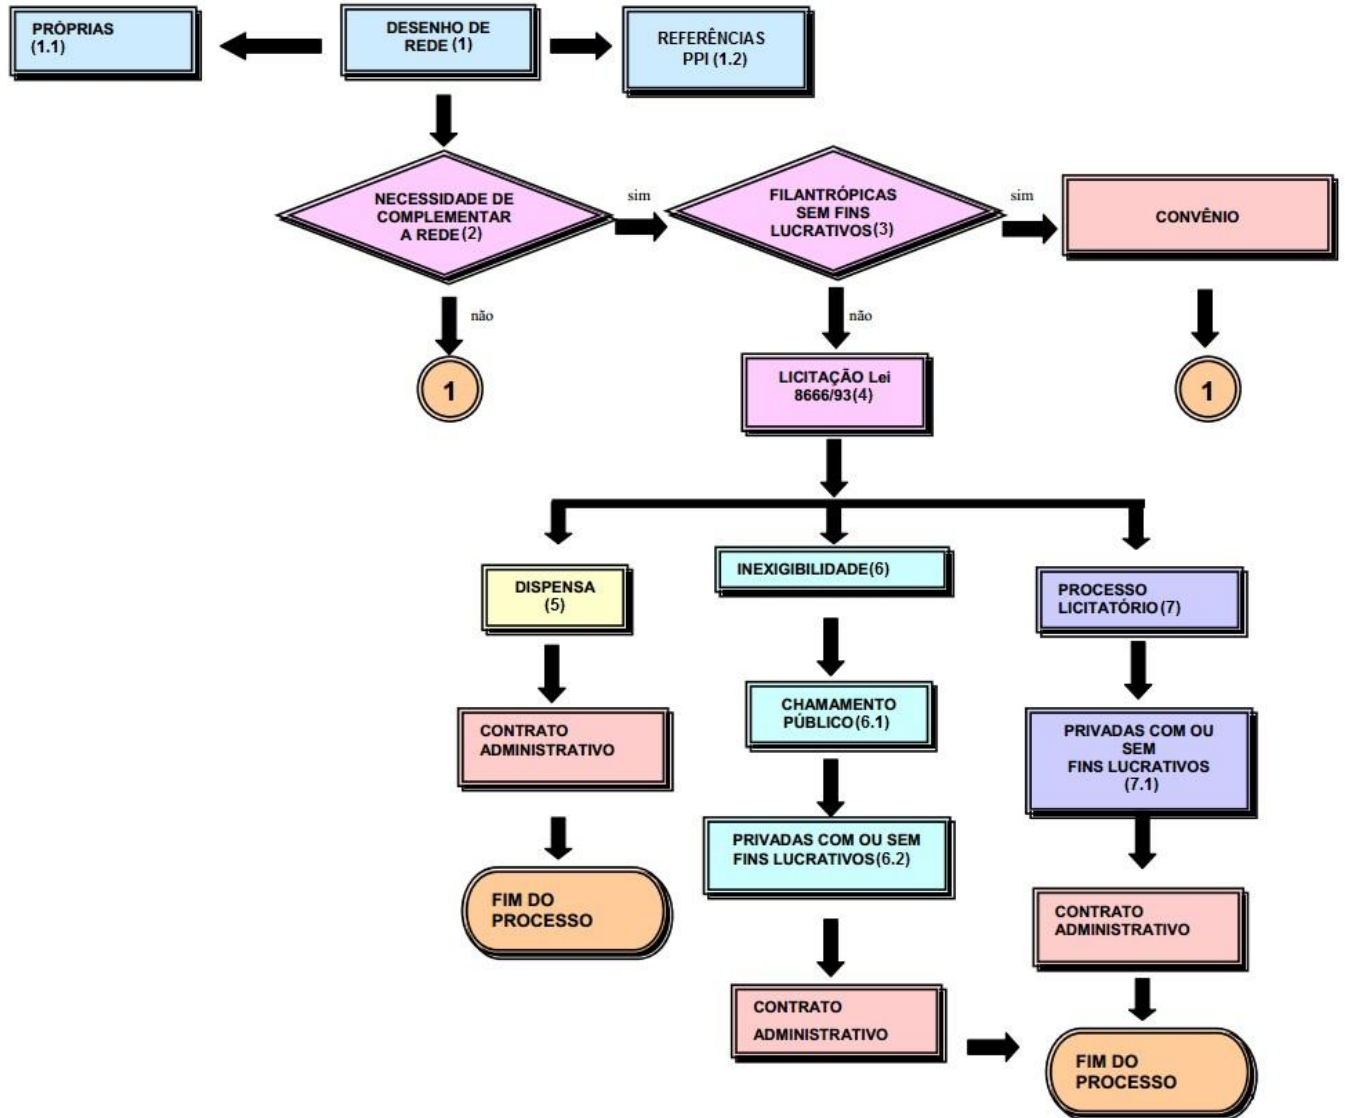 PRÓPRIAS
(1.1)
DESENHO DE
REDE (1)
REFERÊNCIAS
PPI (1.2)
NECESSIDADE DE
COMPLEMENTAR
A REDE(2)
sim
FILANTRÓPICAS
SEM FINS
LUCRATIVOS(3)
sim
CONVÊNIO
não
não
1
LICITAÇÃO Lei
8666/93(4)
1
DISPENSA
(5)
INEXIGIBILIDADE(6)
PROCESSO
LICITATÓRIO(7)
CONTRATO
ADMINISTRATIVO
CHAMAMENTO
PÚBLICO(6.1)
PRIVADAS COM OU
SEM
FINS LUCRATIVOS
(7.1)
PRIVADAS COM OU SEM
FINS LUCRATIVOS(6.2)
FIM DO
PROCESSO
CONTRATO
ADMINISTRATIVO
CONTRATO
ADMINISTRATIVO
FIM DO
PROCESSO